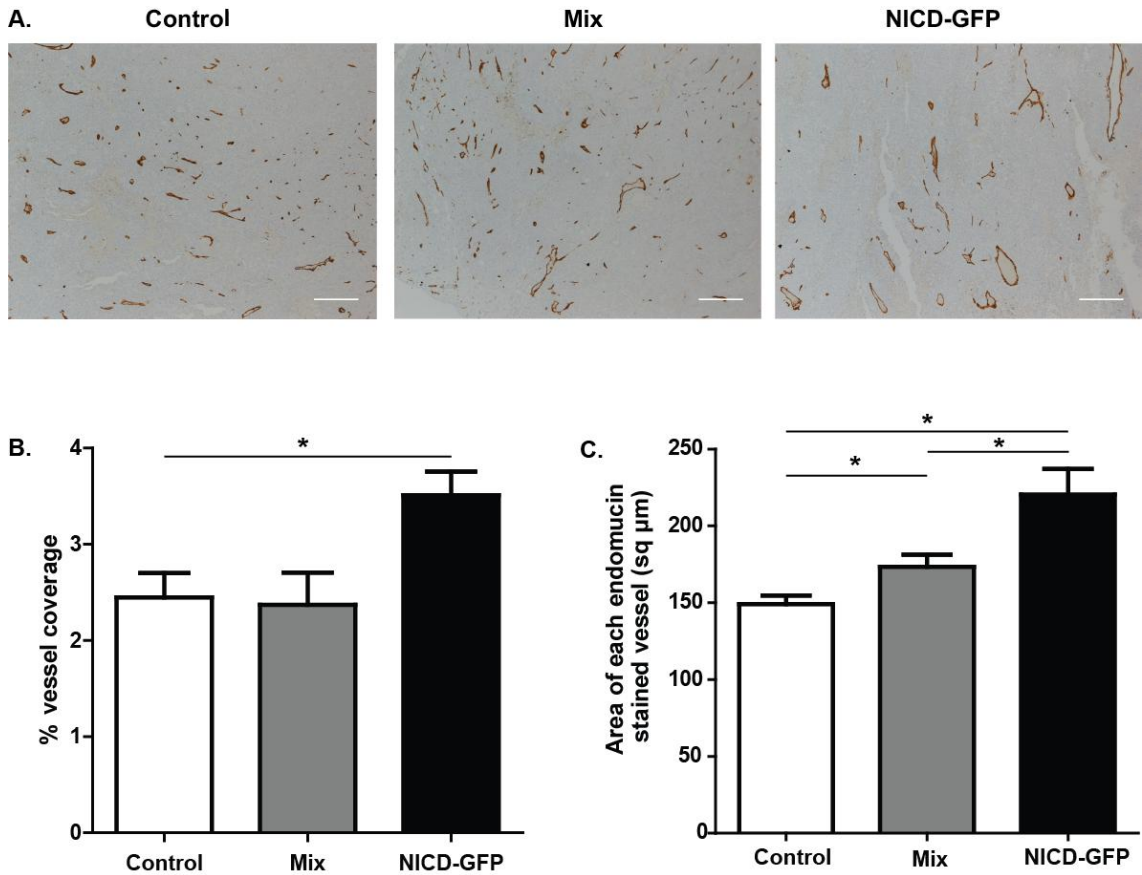 A.
Control
Mix
NICD-GFP
B.
% vessel coverage
4
3
2
1
0
*
Control
Mix
NICD-GFP
C.
Area of each endomucin
stained vessel (sq µm)
250
200
150
100
50
0
*
*
*
Control
Mix
NICD-GFP